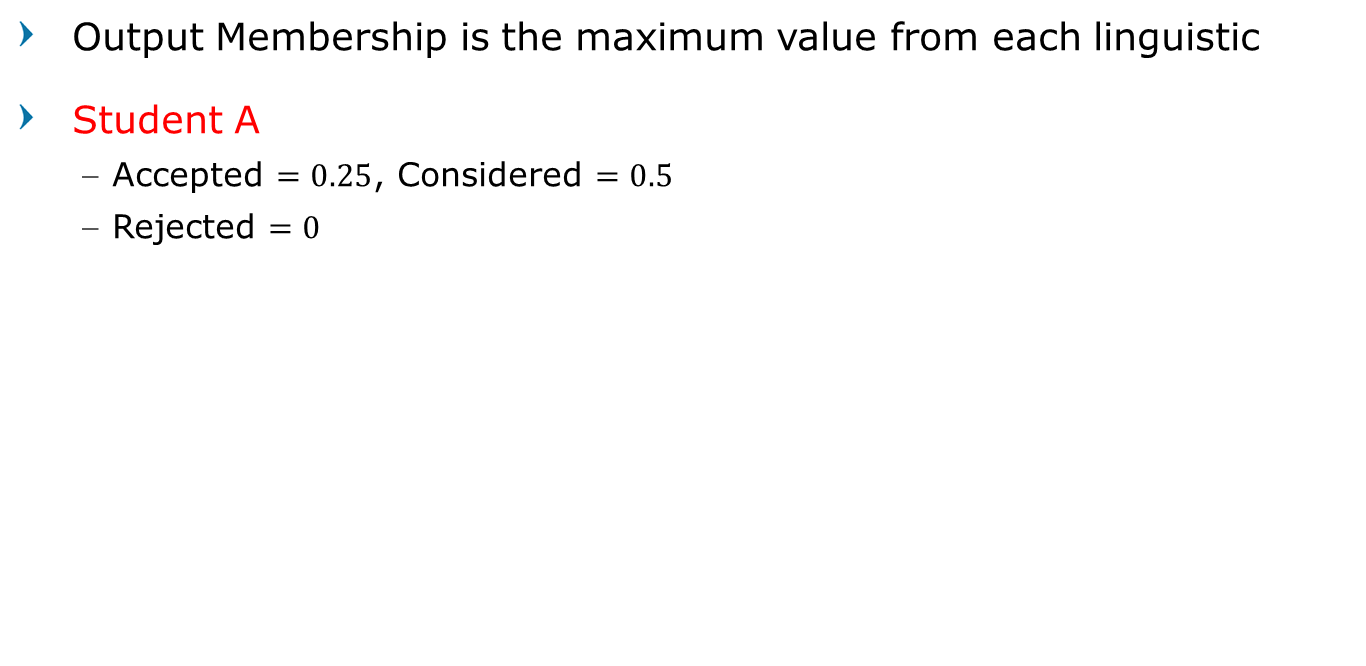 Output Membership is the maximum value from each linguistic
Student A
– Accepted = 0.25, Considered = 0.5
– Rejected = 0